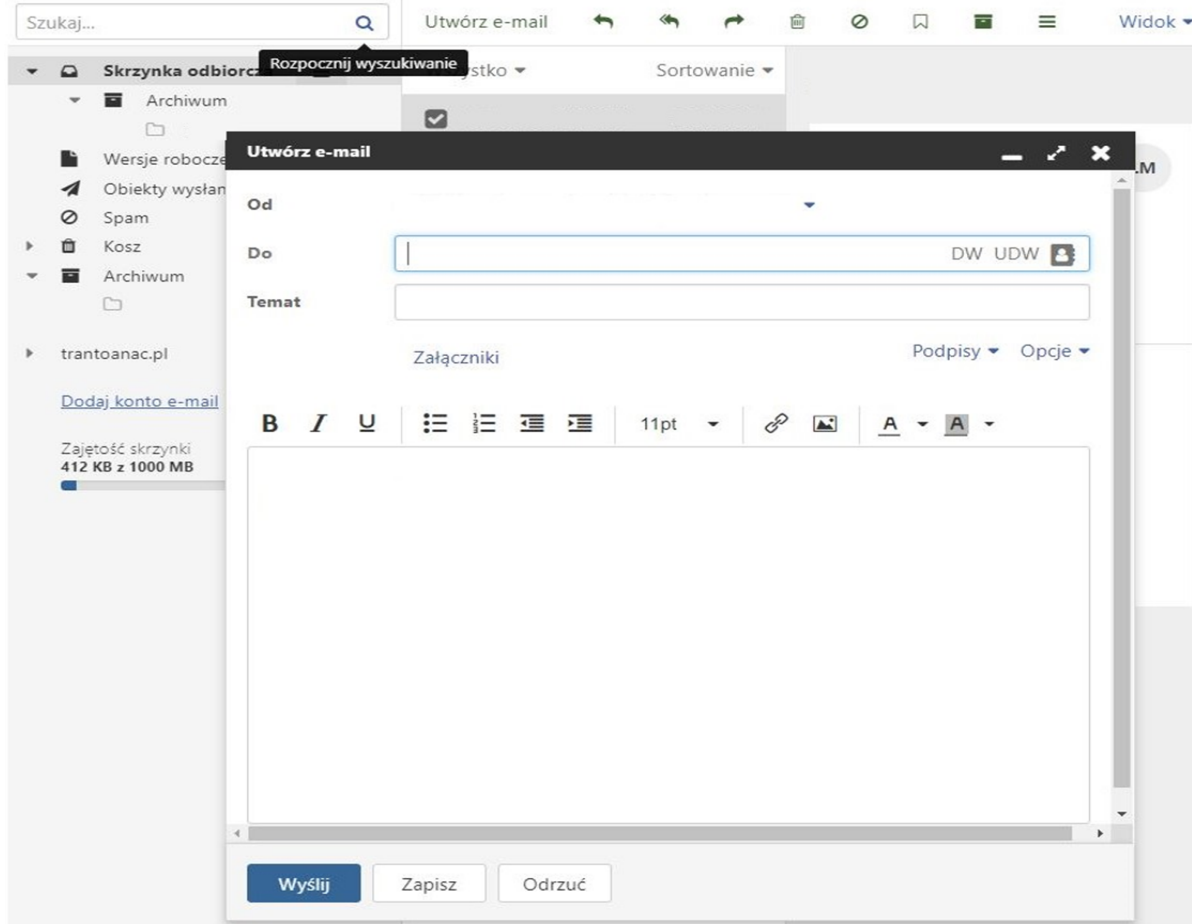 Szukaj...
Utwórz e-mail
Widok
Rozpocznij wyszukiwanie
Skrzynka odbiorcz
ystko
Sortowanie
Archiwum
Wersje robocze
Obiekty wysłan
Spam
Kosz
Archiwum
trantoanac.pl
Dodaj konto e-mail
Zajętość skrzynki
412 KB z 1000 MB
Utwórz e-mail
.M
Od
Do
DW UDW
Temat
Załączniki
Podpisy
Opcje
B I U
11pt
A A
Wyślij
Zapisz
Odrzuć